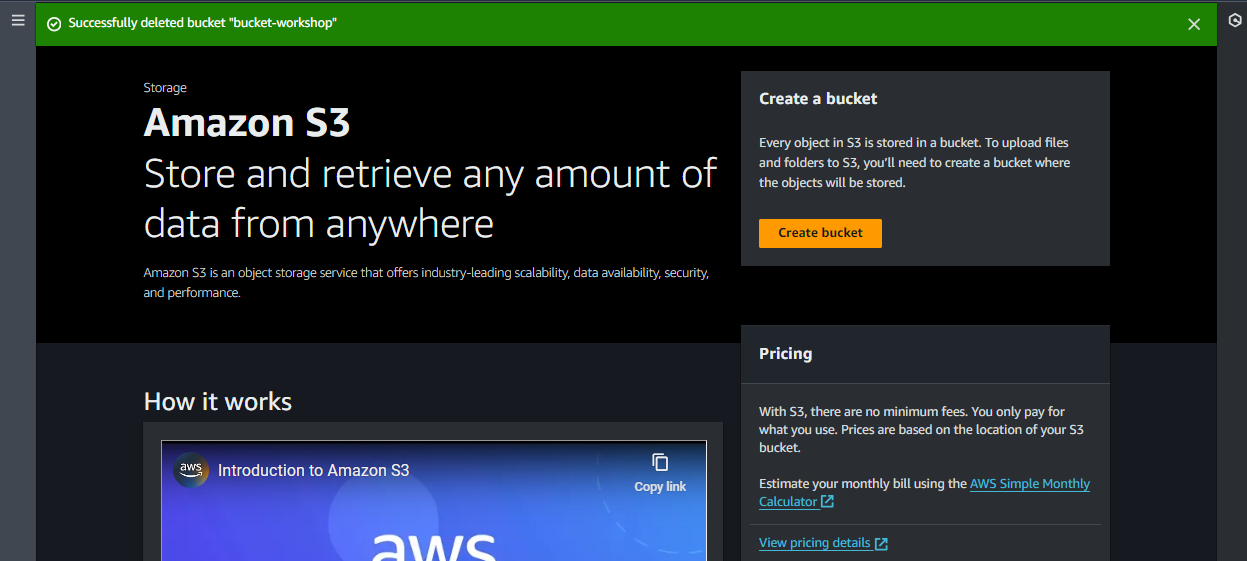 Successfully deleted bucket "bucket-workshop"
Storage
Amazon S3
Store and retrieve any amount of
data from anywhere
Amazon S3 is an object storage service that offers industry-leading scalability, data availability, security,
and performance.
Create a bucket
Every object in S3 is stored in a bucket. To upload files
and folders to S3, you'll need to create a bucket where
the objects will be stored.
Create bucket
How it works
aws
Introduction to Amazon S3
Copy link
aws
Pricing
With S3, there are no minimum fees. You only pay for
what you use. Prices are based on the location of your S3
bucket.
Estimate your monthly bill using the AWS Simple Monthly
Calculator
View pricing details